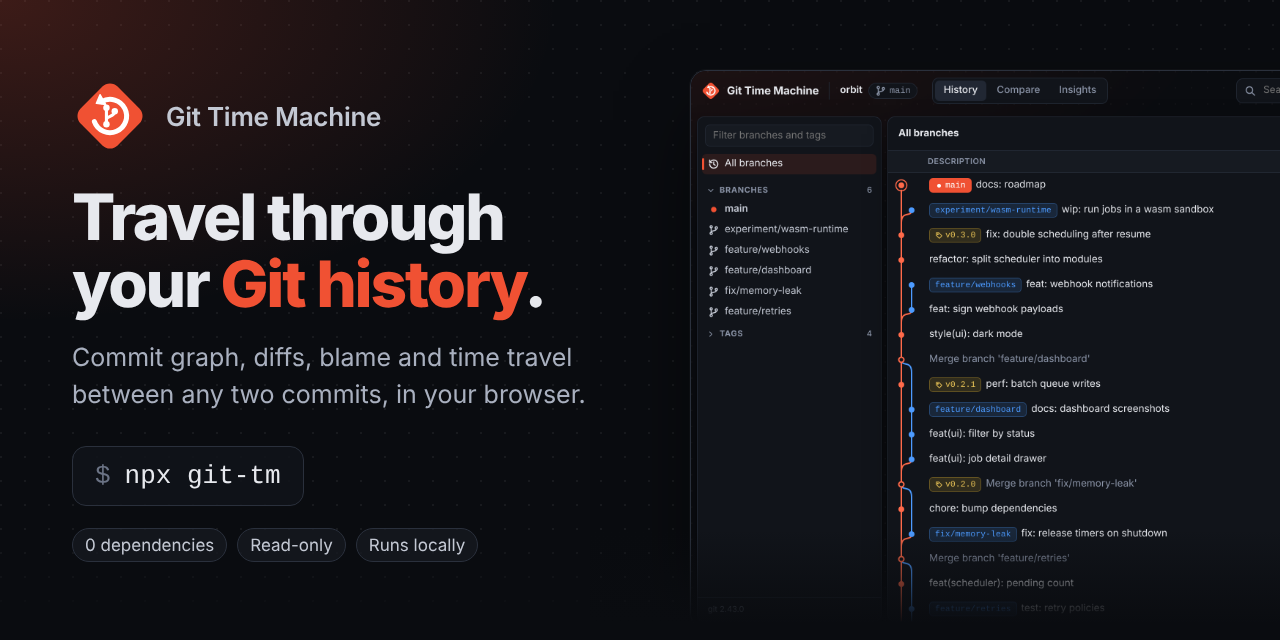 Git Time Machine
Travel through
your Git history.
Commit graph, diffs, blame and time travel
between any two commits, in your browser.
$ npx git-tm
0 dependencies
Read-only
Runs locally
Git Time Machine
orbit
main
History
Compare
Insights
Filter branches and tags
All branches
BRANCHES 6
main
experiment/wasm-runtime
feature/webhooks
feature/dashboard
fix/memory-leak
feature/retries
TAGS 4
All branches
DESCRIPTION
main docs: roadmap
experiment/wasm-runtime wip: run jobs in a wasm sandbox
v0.3.0 fix: double scheduling after resume
refactor: split scheduler into modules
feature/webhooks feat: webhook notifications
feat: sign webhook payloads
style(ui): dark mode
Merge branch 'feature/dashboard'
v0.2.1 perf: batch queue writes
feature/dashboard docs: dashboard screenshots
feat(ui): filter by status
feat(ui): job detail drawer
v0.2.0 Merge branch 'fix/memory-leak'
chore: bump dependencies
fix/memory-leak fix: release timers on shutdown
Merge branch 'feature/retries'
feat(scheduler): pending count
feature/retries test: retry policies